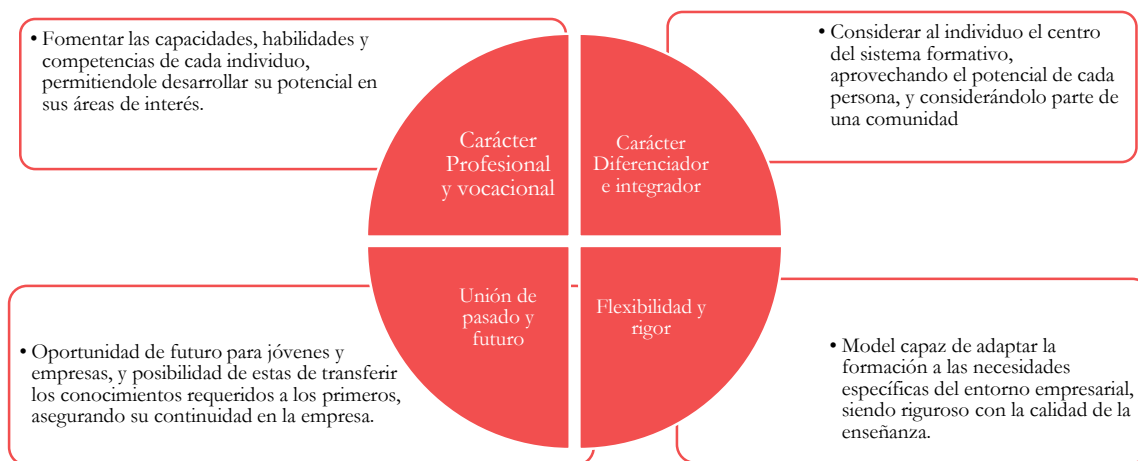 • Fomentar las capacidades, habilidades y
competencias de cada individuo,
permitiendole desarrollar su potencial en
sus áreas de interés.
Carácter
Profesional
y vocacional
Carácter
Diferenciador
e integrador
• Considerar al individuo el centro
del sistema formativo,
aprovechando el potencial de cada
persona, y considerándolo parte de
una comunidad
• Oportunidad de futuro para jóvenes y
empresas, y posibilidad de estas de transferir
los conocimientos requeridos a los primeros,
asegurando su continuidad en la empresa.
Unión de
pasado y
futuro
Flexibilidad y
rigor
• Model capaz de adaptar la
formación a las necesidades
específicas del entorno empresarial,
siendo riguroso con la calidad de la
enseñanza.